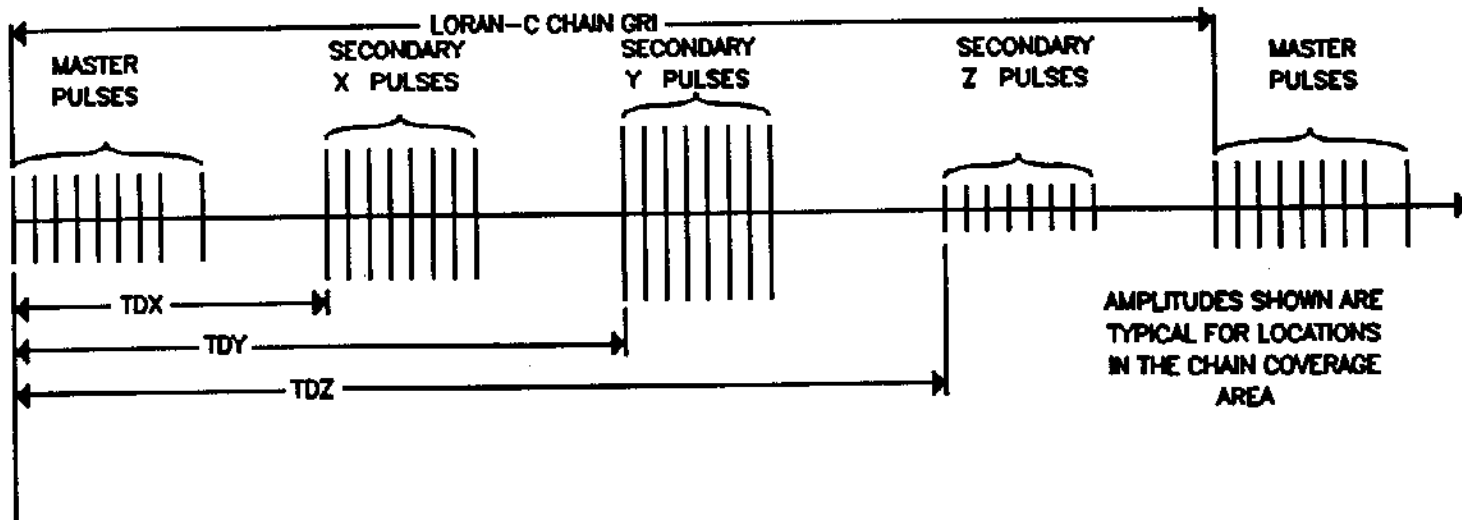 LORAN-C CHAIN GRI
MASTER
PULSES
SECONDARY
X PULSES
SECONDARY
Y PULSES
SECONDARY
Z PULSES
MASTER
PULSES
TDX
TDY
TDZ
AMPLITUDES SHOWN ARE
TYPICAL FOR LOCATIONS
IN THE CHAIN COVERAGE
AREA